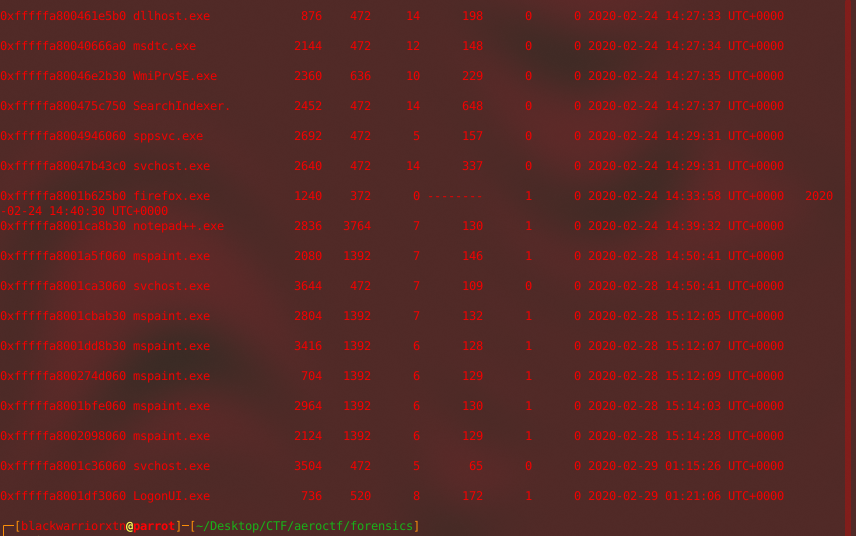 0xfffffa800461e5b0 dllhost.exe 876 472 14 198 0 0 2020-02-24 14:27:33 UTC+0000
0xfffffa80040666a0 msdtc.exe 2144 472 12 148 0 0 2020-02-24 14:27:34 UTC+0000
0xfffffa80046e2b30 WmiPrvSE.exe 2360 636 10 229 0 0 2020-02-24 14:27:35 UTC+0000
0xfffffa800475c750 SearchIndexer. 2452 472 14 648 0 0 2020-02-24 14:27:37 UTC+0000
0xfffffa8004946060 sppsvc.exe 2692 472 5 157 0 0 2020-02-24 14:29:31 UTC+0000
0xfffffa80047b43c0 svchost.exe 2640 472 14 337 0 0 2020-02-24 14:29:31 UTC+0000
0xfffffa8001b625b0 firefox.exe 1240 372 0 -------- 1 0 2020-02-24 14:33:58 UTC+0000 2020
-02-24 14:40:30 UTC+0000
0xfffffa8001ca8b30 notepad++.exe 2836 3764 7 130 1 0 2020-02-24 14:39:32 UTC+0000
0xfffffa8001a5f060 mspaint.exe 2080 1392 7 146 1 0 2020-02-28 14:50:41 UTC+0000
0xfffffa8001ca3060 svchost.exe 3644 472 7 109 0 0 2020-02-28 14:50:41 UTC+0000
0xfffffa8001cbab30 mspaint.exe 2804 1392 7 132 1 0 2020-02-28 15:12:05 UTC+0000
0xfffffa8001dd8b30 mspaint.exe 3416 1392 6 128 1 0 2020-02-28 15:12:07 UTC+0000
0xfffffa800274d060 mspaint.exe 704 1392 6 129 1 0 2020-02-28 15:12:09 UTC+0000
0xfffffa8001bfe060 mspaint.exe 2964 1392 6 130 1 0 2020-02-28 15:14:03 UTC+0000
0xfffffa8002098060 mspaint.exe 2124 1392 6 129 1 0 2020-02-28 15:14:28 UTC+0000
0xfffffa8001c36060 svchost.exe 3504 472 5 65 0 0 2020-02-29 01:15:26 UTC+0000
0xfffffa8001df3060 LogonUI.exe 736 520 8 172 1 0 2020-02-29 01:21:06 UTC+0000
┌─[blackwarriorxtn@parrot]─[~/Desktop/CTF/aeroctf/forensics]